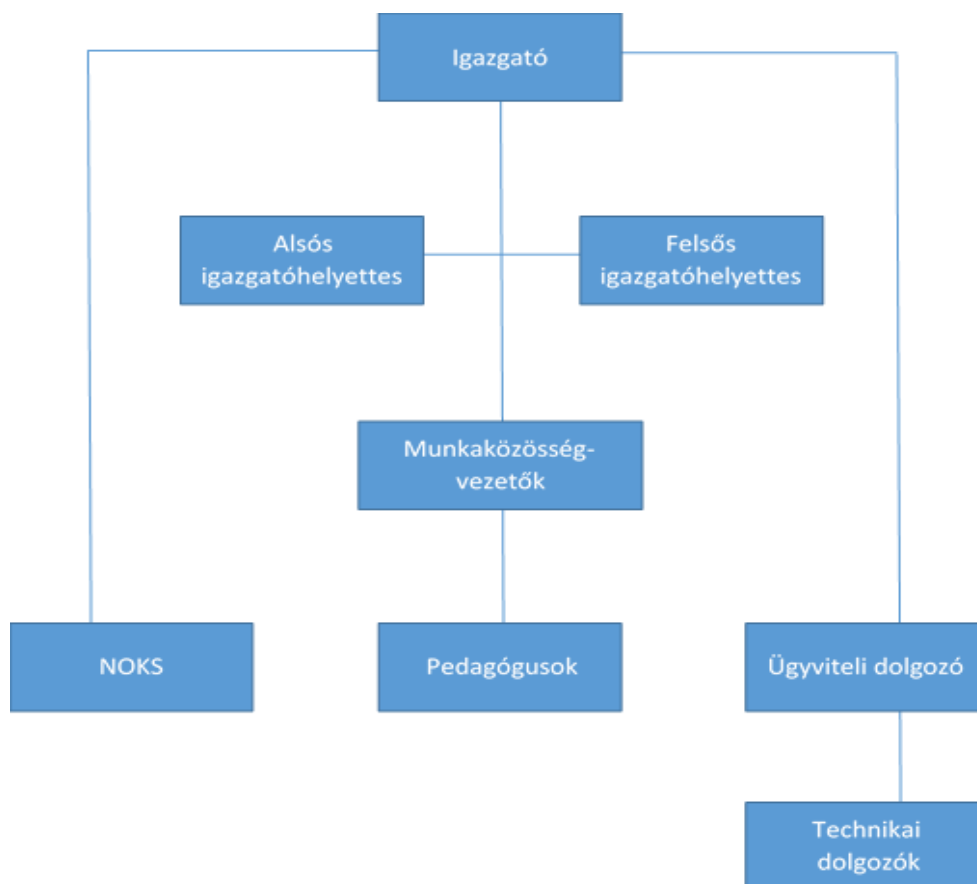 Igazgató
Alsós
igazgatóhelyettes
Felsős
igazgatóhelyettes
Munkaközösség-
vezetők
NOKS
Pedagógusok
Ügyviteli dolgozó
Technikai
dolgozók